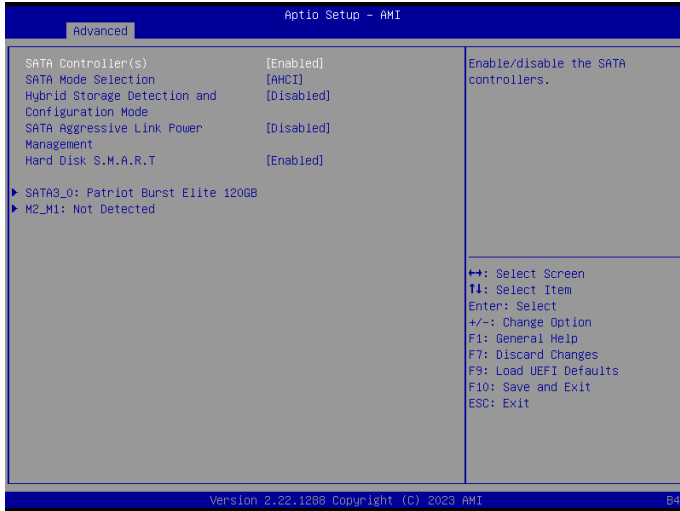 Aptio Setup - AMI
Advanced
SATA Controller(s) [Enabled]
SATA Mode Selection [AHCI]
Hybrid Storage Detection and [Disabled]
Configuration Mode
SATA Aggressive Link Power [Disabled]
Management
Hard Disk S.M.A.R.T [Enabled]
SATA3_0: Patriot Burst Elite 120GB
M2_M1: Not Detected
Enable/disable the SATA
controllers.
↔: Select Screen
↑↓: Select Item
Enter: Select
+/-: Change Option
F1: General Help
F7: Discard Changes
F9: Load UEFI Defaults
F10: Save and Exit
ESC: Exit
Version 2.22.1288 Copyright (C) 2023 AMI
B4